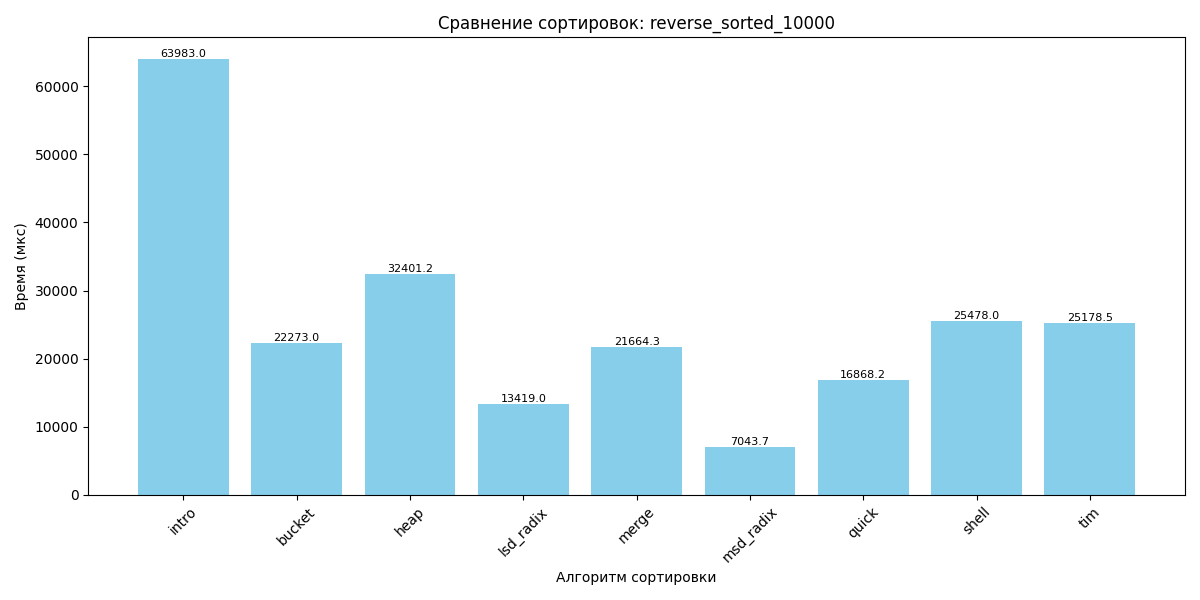 Сравнение сортировок: reverse_sorted_10000
Время (мкс)
60000
50000
40000
30000
20000
10000
0
63983.0
22273.0
32401.2
13419.0
21664.3
7043.7
16868.2
25478.0
25178.5
intro
bucket
heap
lsd_radix
merge
msd_radix
quick
shell
tim
Алгоритм сортировки